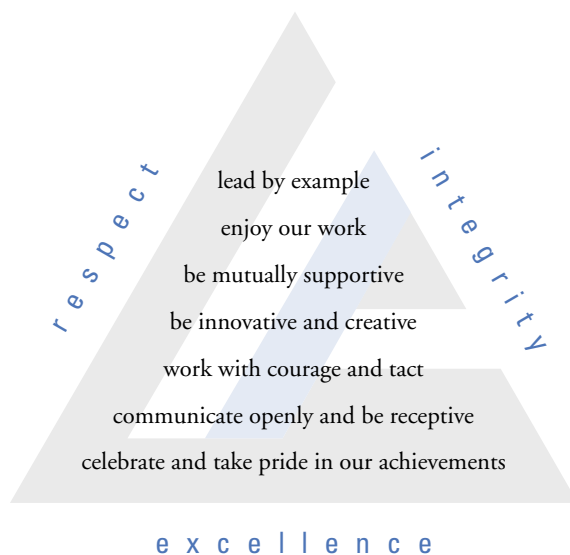 respect
integrity
lead by example
enjoy our work
be mutually supportive
be innovative and creative
work with courage and tact
communicate openly and be receptive
celebrate and take pride in our achievements
excellence